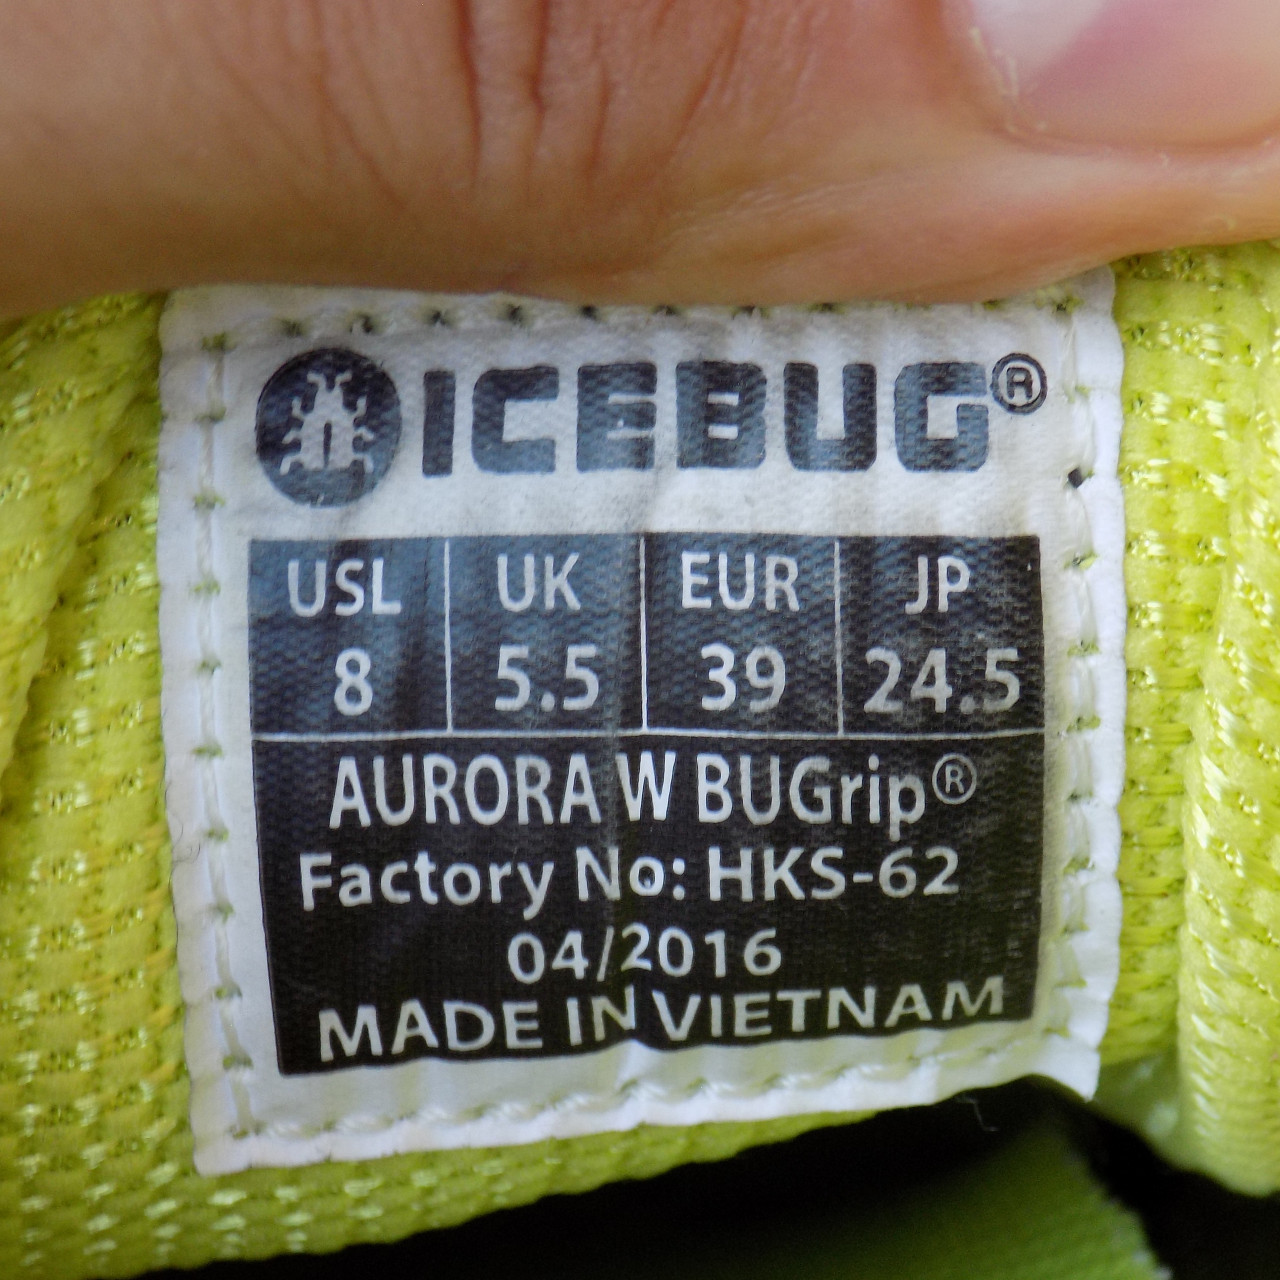 ICEBUG®
USL UK EUR JP
8 5.5 39 24.5
AURORA W BUGrip®
Factory No: HKS-62
04/2016
MADE IN VIETNAM